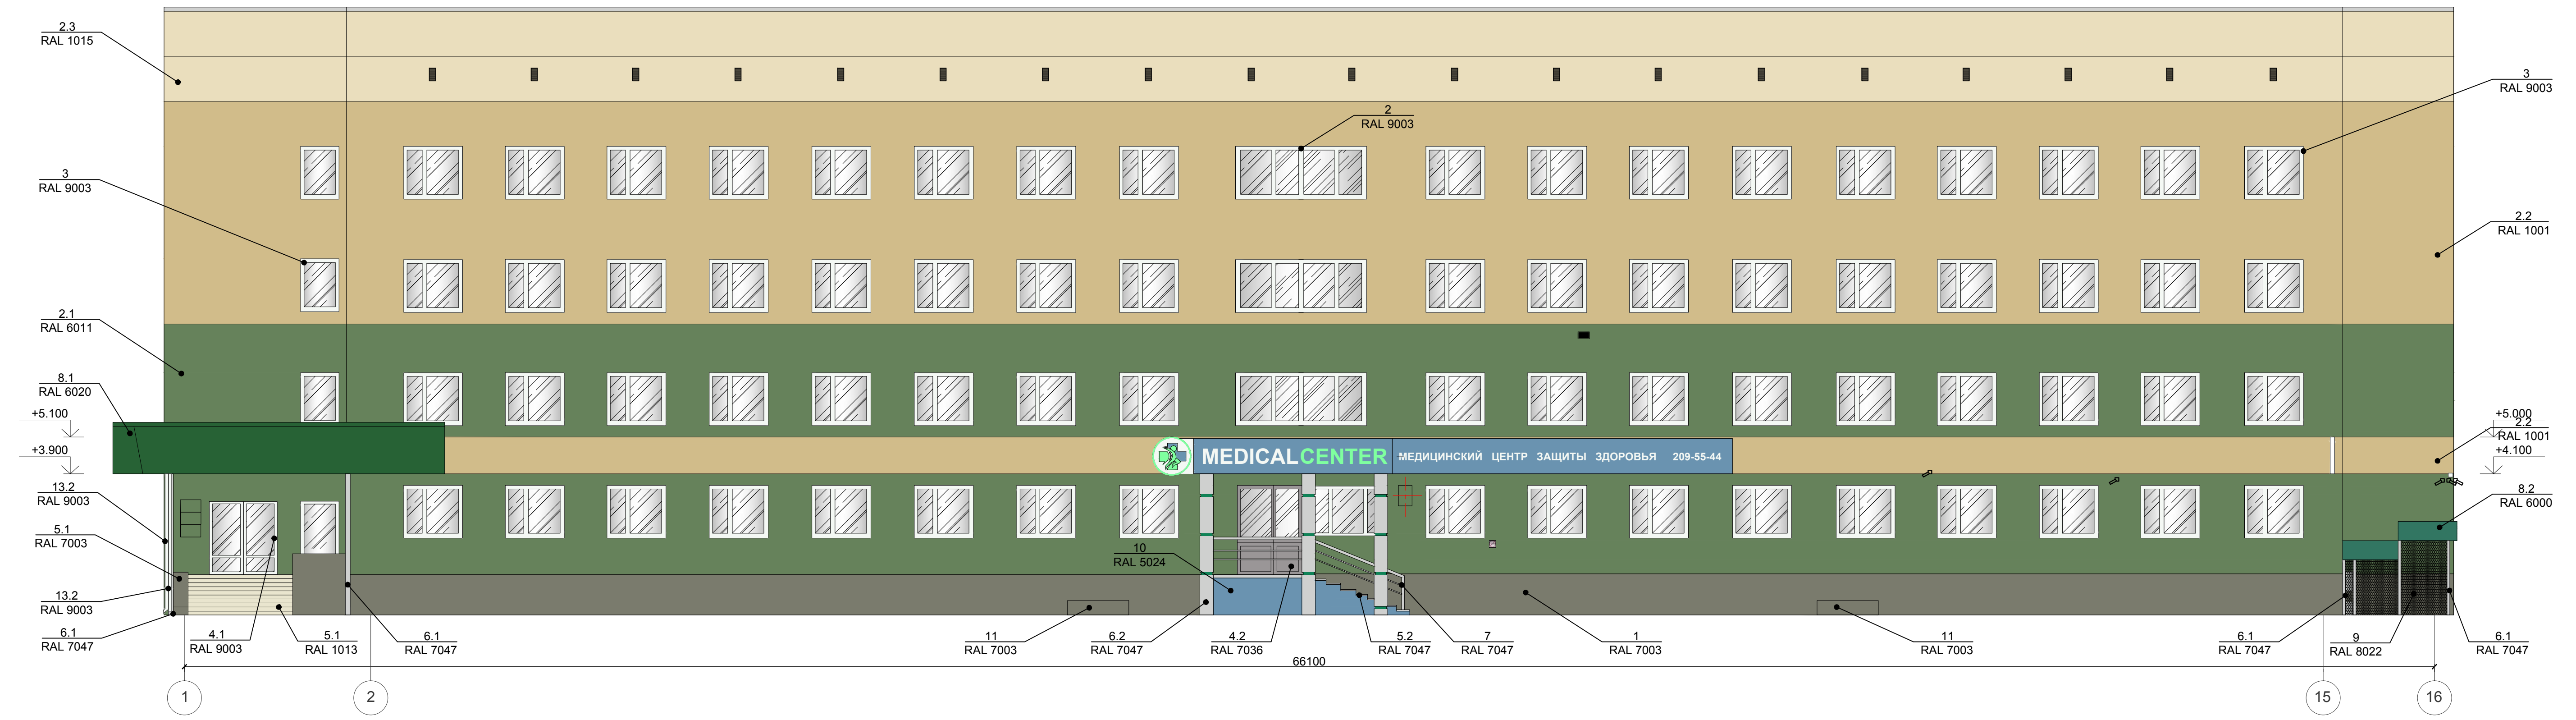 2.3
RAL 1015
3
RAL 9003
2
RAL 9003
3
RAL 9003
2.2
RAL 1001
2.1
RAL 6011
8.1
RAL 6020
+5.100
+5.000
2.2
RAL 1001
+3.900
+4.100
MEDICALCENTER
МЕДИЦИНСКИЙ ЦЕНТР ЗАЩИТЫ ЗДОРОВЬЯ 209-55-44
13.2
RAL 9003
8.2
RAL 6000
5.1
RAL 7003
10
RAL 5024
13.2
RAL 9003
6.1
RAL 7047
4.1
RAL 9003
5.1
RAL 1013
6.1
RAL 7047
11
RAL 7003
6.2
RAL 7047
4.2
RAL 7036
5.2
RAL 7047
7
RAL 7047
1
RAL 7003
11
RAL 7003
6.1
RAL 7047
9
RAL 8022
6.1
RAL 7047
66100
1
2
15
16